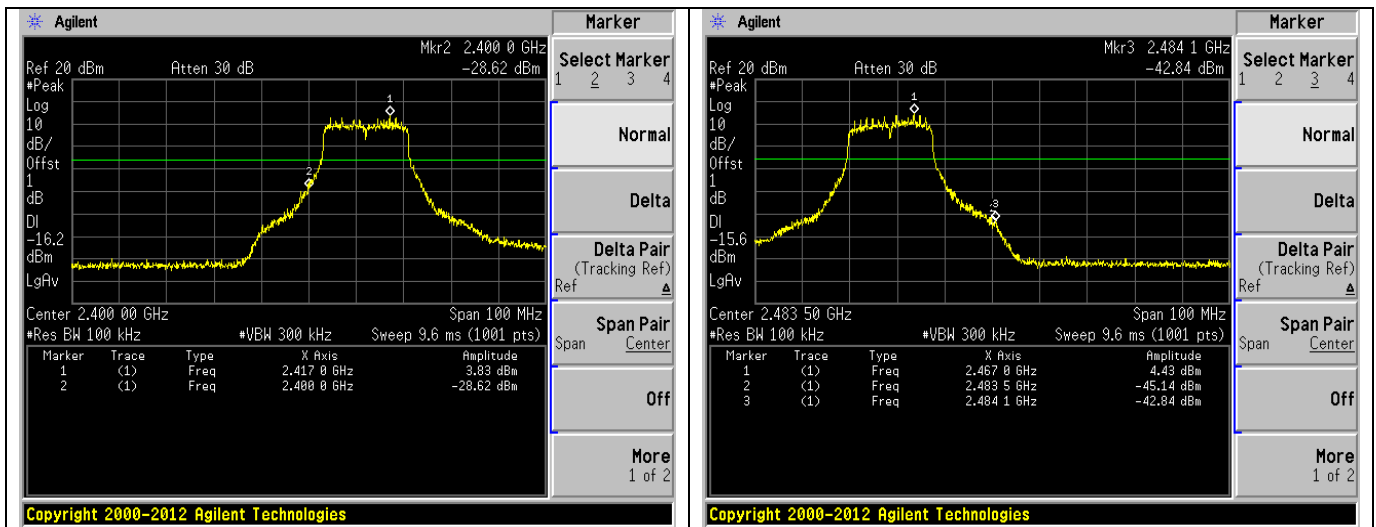 Agilent
Marker
Mkr2 2.400 0 GHz
Ref 20 dBm Atten 30 dB -28.62 dBm
#Peak
Log
10
dB/
Offst
1
dB
DI
-16.2
dBm
LgAv
1
2
Center 2.400 00 GHz Span 100 MHz
#Res BW 100 kHz #VBW 300 kHz Sweep 9.6 ms (1001 pts)
Marker Trace Type X Axis Amplitude
1 (1) Freq 2.417 0 GHz 3.83 dBm
2 (1) Freq 2.400 0 GHz -28.62 dBm
Select Marker
1 2 3 4
Normal
Delta
Delta Pair
(Tracking Ref)
Ref Δ
Span Pair
Span Center
Off
More
1 of 2
Copyright 2000-2012 Agilent Technologies
Agilent
Marker
Mkr3 2.484 1 GHz
Ref 20 dBm Atten 30 dB -42.84 dBm
#Peak
Log
10
dB/
Offst
1
dB
DI
-15.6
dBm
LgAv
1
3
Center 2.483 50 GHz Span 100 MHz
#Res BW 100 kHz #VBW 300 kHz Sweep 9.6 ms (1001 pts)
Marker Trace Type X Axis Amplitude
1 (1) Freq 2.467 0 GHz 4.43 dBm
2 (1) Freq 2.483 5 GHz -45.14 dBm
3 (1) Freq 2.484 1 GHz -42.84 dBm
Select Marker
1 2 3 4
Normal
Delta
Delta Pair
(Tracking Ref)
Ref Δ
Span Pair
Span Center
Off
More
1 of 2
Copyright 2000-2012 Agilent Technologies